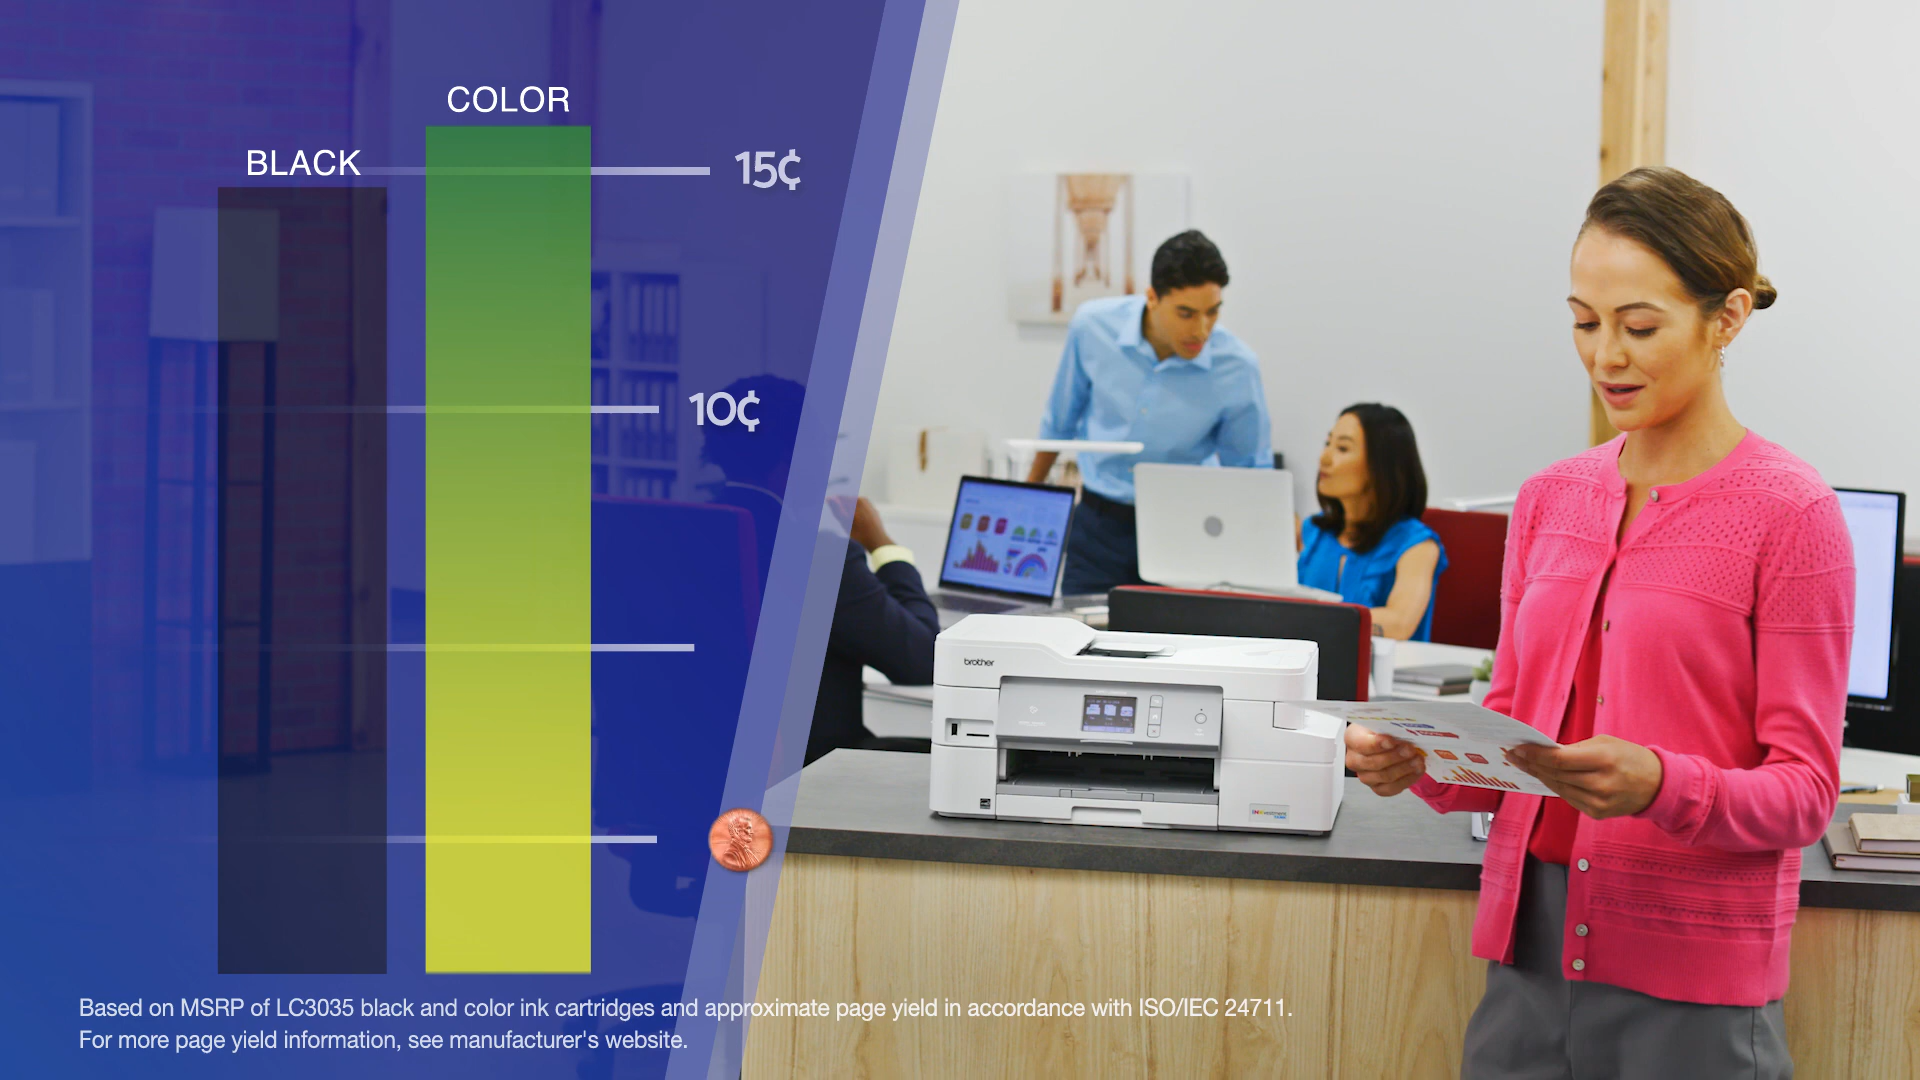 COLOR
BLACK
15¢
10¢
brother
Based on MSRP of LC3035 black and color ink cartridges and approximate page yield in accordance with ISO/IEC 24711.
For more page yield information, see manufacturer's website.